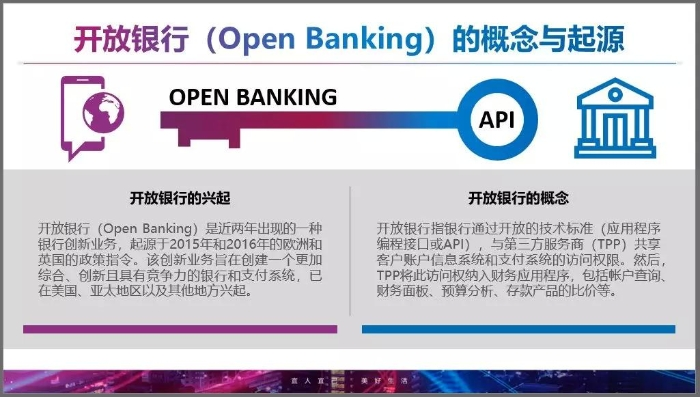 开放银行（Open Banking）的概念与起源
OPEN BANKING
API
开放银行的兴起
开放银行（Open Banking）是近两年出现的一种
银行创新业务，起源于2015年和2016年的欧洲和
英国的政策指令。该创新业务旨在创建一个更加
综合、创新且具有竞争力的银行和支付系统，已
在美国、亚太地区以及其他地方兴起。
开放银行的概念
开放银行指银行通过开放的技术标准（应用程序
编程接口或API），与第三方服务商（TPP）共享
客户账户信息系统和支付系统的访问权限。然后，
TPP将此访问权纳入财务应用程序，包括帐户查询、
财务面板、预算分析、存款产品的比价等。
美好生活